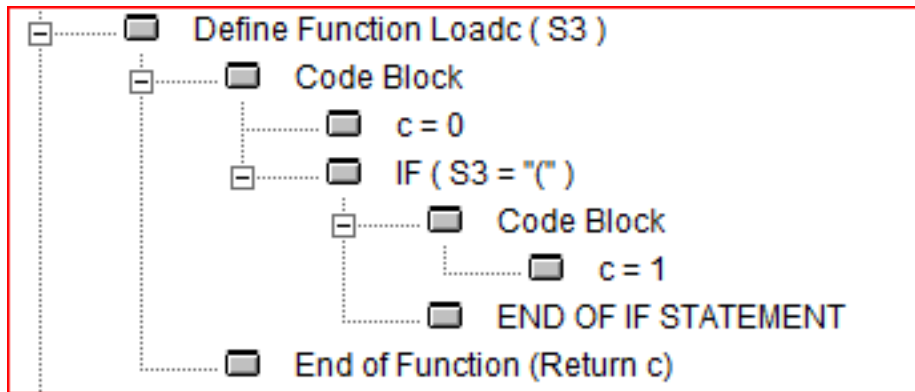 Define Function Loadc ( S3 )
Code Block
c = 0
IF ( S3 = "(" )
Code Block
c = 1
END OF IF STATEMENT
End of Function (Return c)